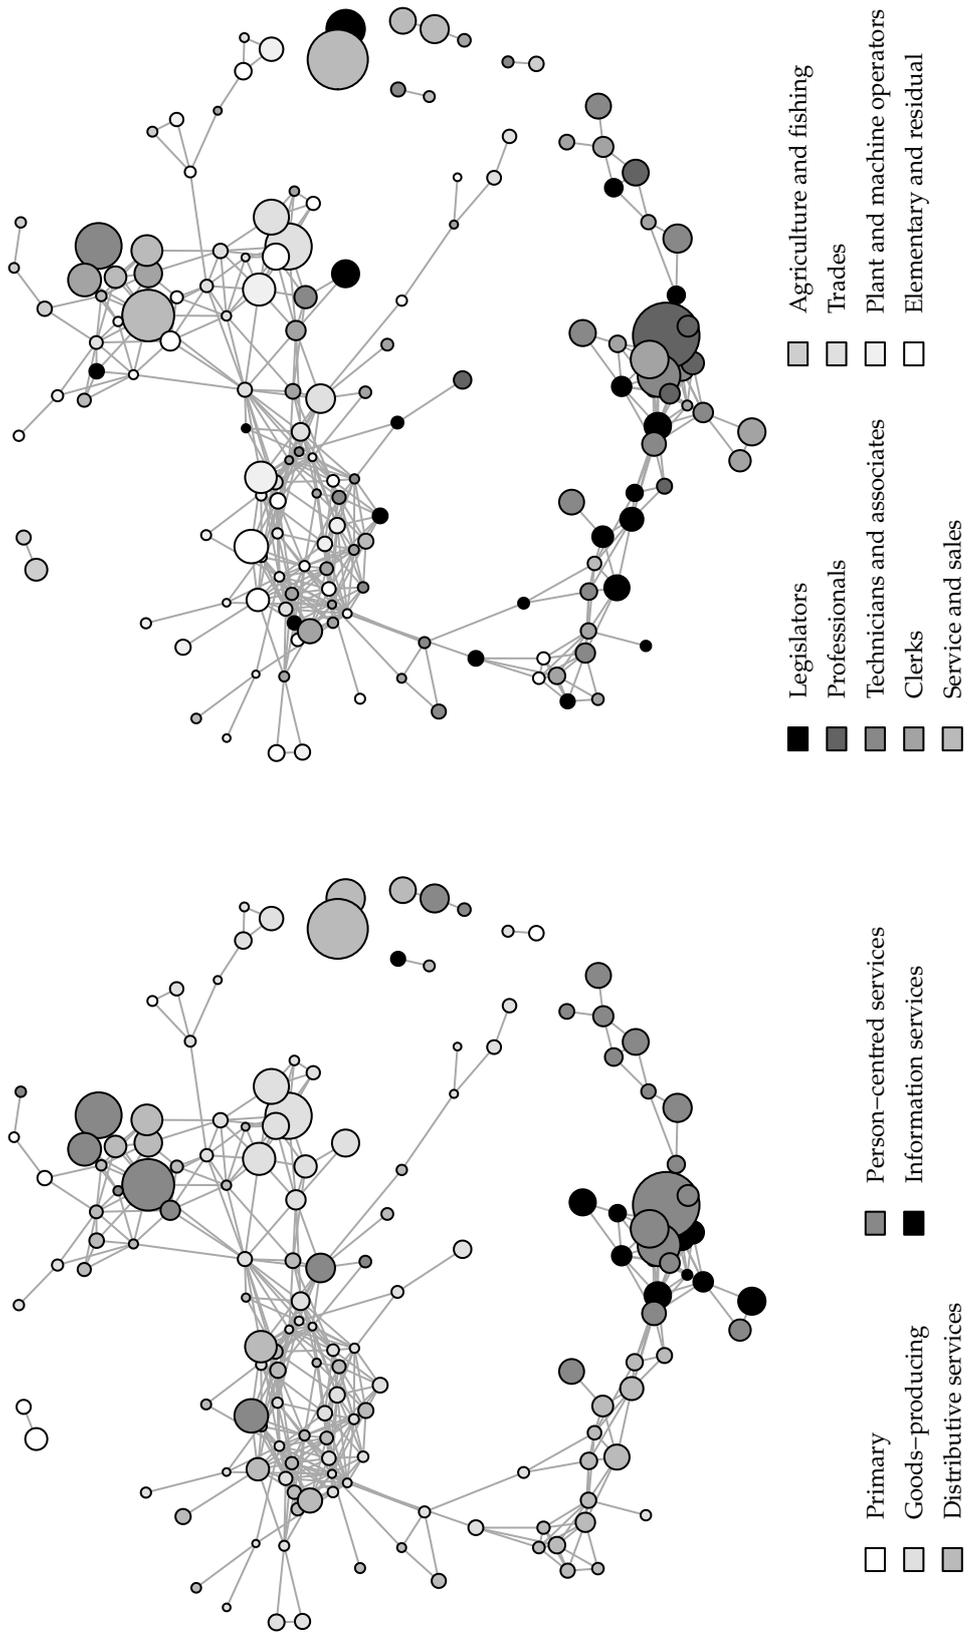 Primary
Goods–producing
Distributive services
Person–centred services
Information services
Legislators
Professionals
Technicians and associates
Clerks
Service and sales
Agriculture and fishing
Trades
Plant and machine operators
Elementary and residual